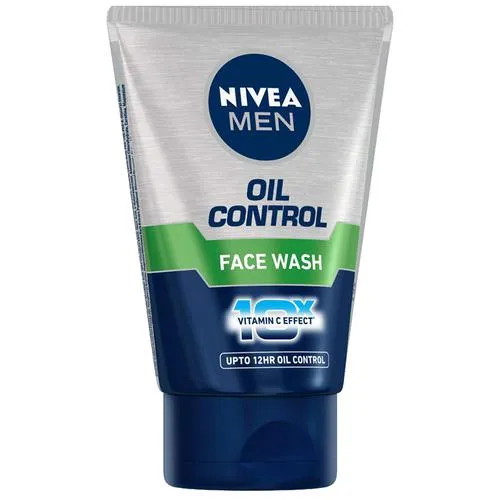 NIVEA
MEN
OIL
CONTROL
FACE WASH
10X
VITAMIN C EFFECT*
UPTO 12HR OIL CONTROL